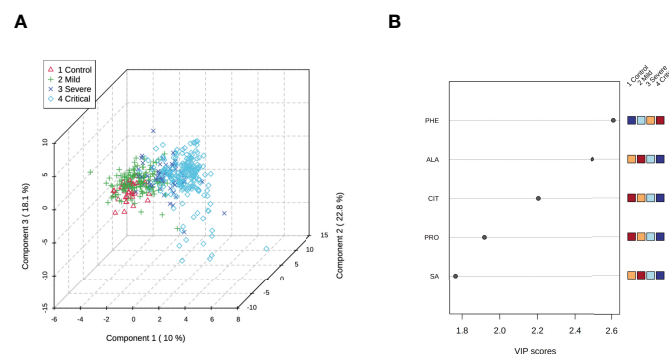 A
B
1 Control
2 Mild
3 Severe
4 Critical
Component 3 ( 18.1 %)
-15
-10
-5
0
5
10
-6
-4
-2
0
2
4
6
8
Component 1 ( 10 %)
-10
-5
0
5
10
15
Component 2 ( 22.8 %)
1 Control
2 Mild
3 Severe
PHE
ALA
CIT
PRO
SA
1.8
2.0
2.2
2.4
2.6
VIP scores